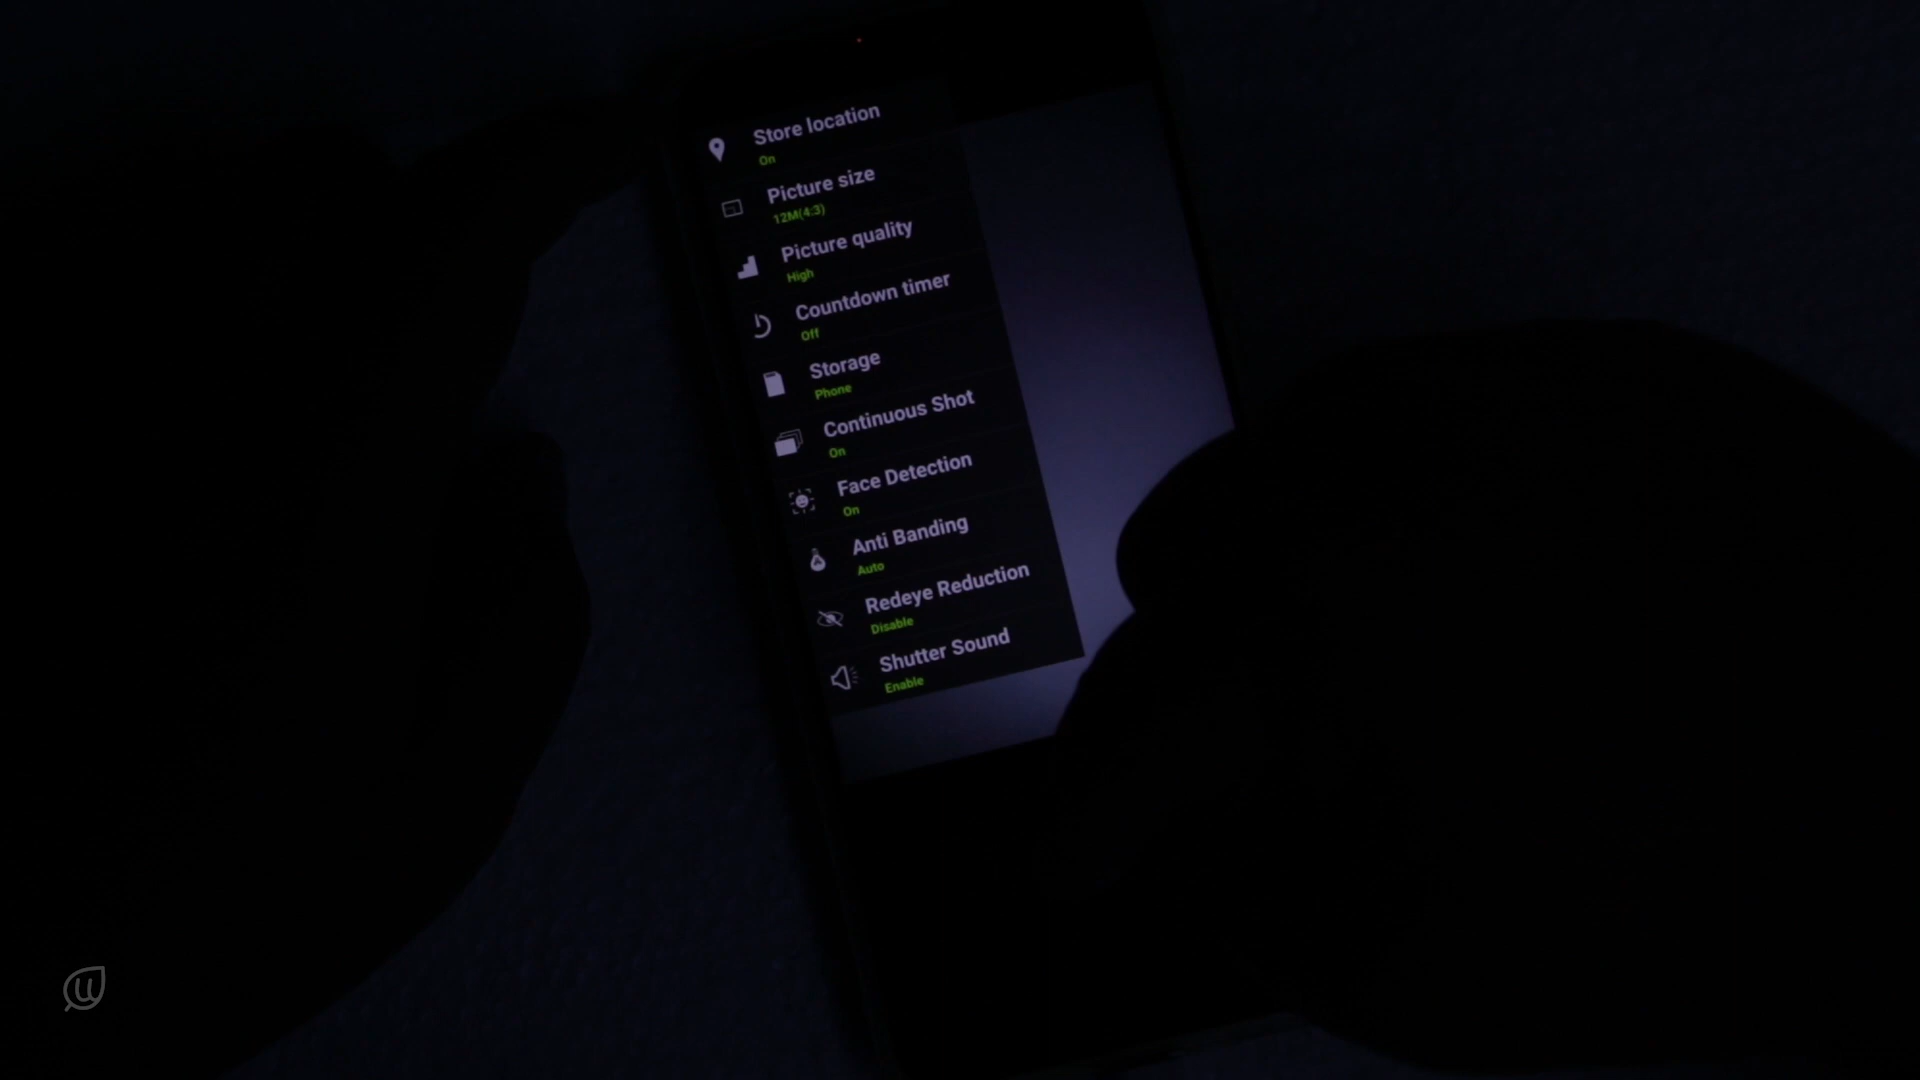 Store location
On
Picture size
12M(4:3)
Picture quality
High
Countdown timer
Off
Storage
Phone
Continuous Shot
On
Face Detection
On
Anti Banding
Auto
Redeye Reduction
Disable
Shutter Sound
Enable
u